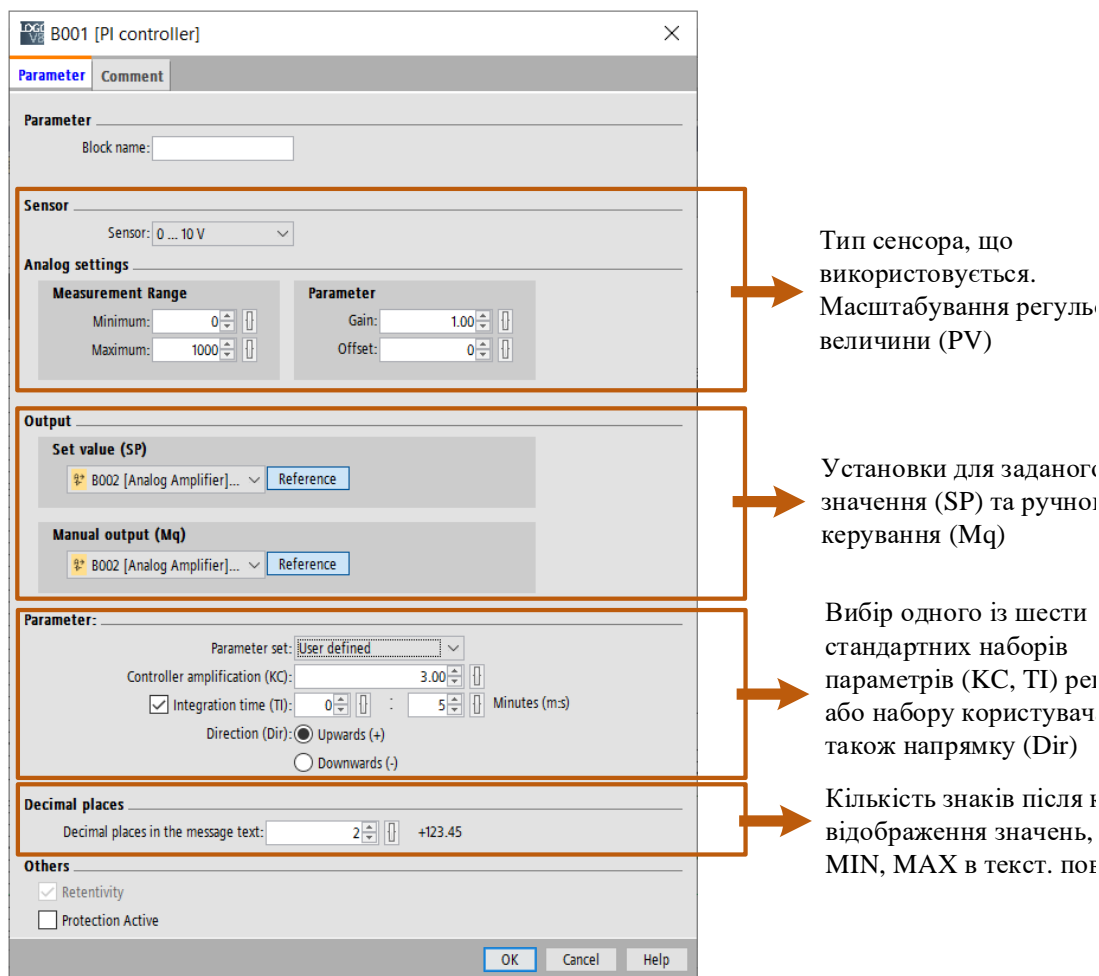 LOGO V8 B001 [PI controller]
Parameter Comment
Parameter
Block name:
Sensor
Sensor: 0 ... 10 V
Analog settings
Measurement Range Parameter
Minimum: 0 Gain: 1.00
Maximum: 1000 Offset: 0
Тип сенсора, що
використовується.
Масштабування
величини (PV)
Output
Set value (SP)
B002 [Analog Amplifier]... Reference
Manual output (Mq)
B002 [Analog Amplifier]... Reference
Установки для заданого
значення (SP) та
керування (Mq)
Parameter:
Parameter set: User defined
Controller amplification (KC): 3.00
Integration time (TI): 0 : 5 Minutes (m:s)
Direction (Dir): Upwards (+)
Downwards (-)
Вибір одного із шести
стандартних наборів
параметрів (KC, TI)
або набору
також напрямку (Dir)
Decimal places
Decimal places in the message text: 2 +123.45
Кількість знаків після
відображення значень,
MIN, MAX в текст.
Others
Retentivity
Protection Active
OK Cancel Help